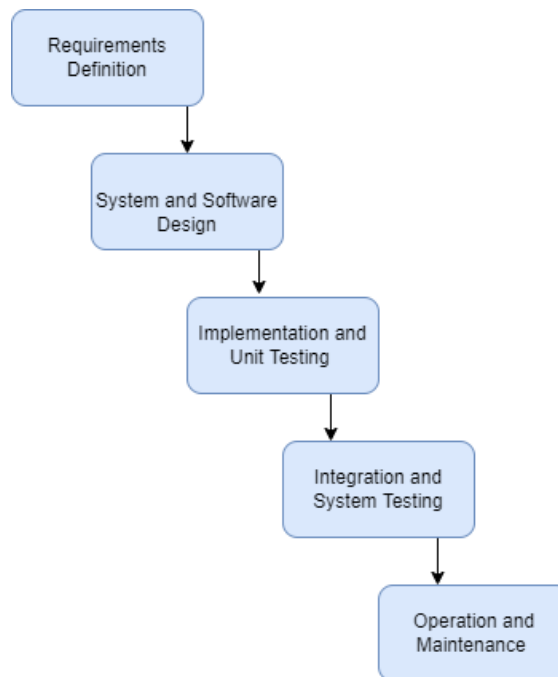 Requirements
Definition
System and Software
Design
Implementation and
Unit Testing
Integration and
System Testing
Operation and
Maintenance